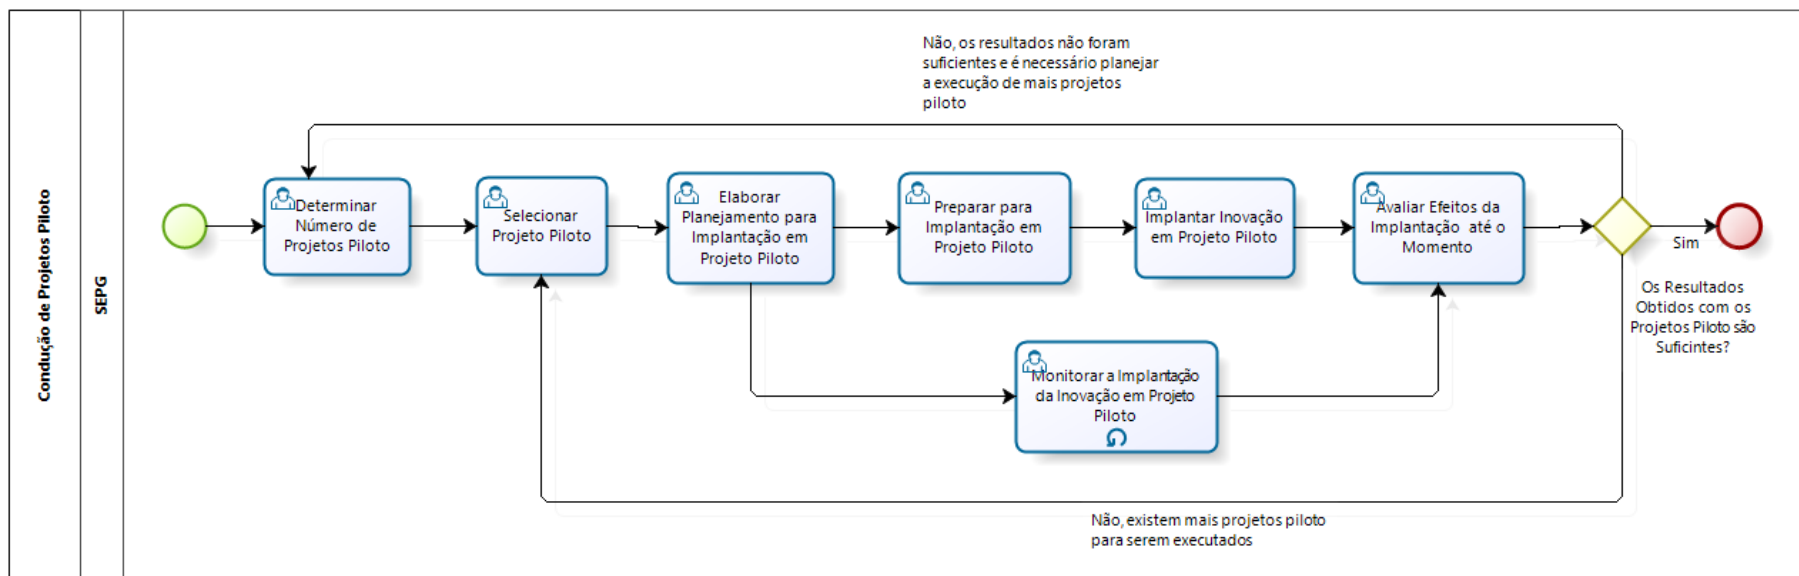 Condução de Projetos Piloto
SEPG
Não, os resultados não foram
suficientes e é necessário planejar
a execução de mais projetos
piloto
Determinar
Número de
Projetos Piloto
Selecionar
Projeto Piloto
Elaborar
Planejamento para
Implantação em
Projeto Piloto
Preparar para
Implantação em
Projeto Piloto
Implantar Inovação
em Projeto Piloto
Avaliar Efeitos da
Implantação até o
Momento
Sim
Os Resultados
Obtidos com os
Projetos Piloto são
Suficintes?
Monitorar a Implantação
da Inovação em Projeto
Piloto
Não, existem mais projetos piloto
para serem executados